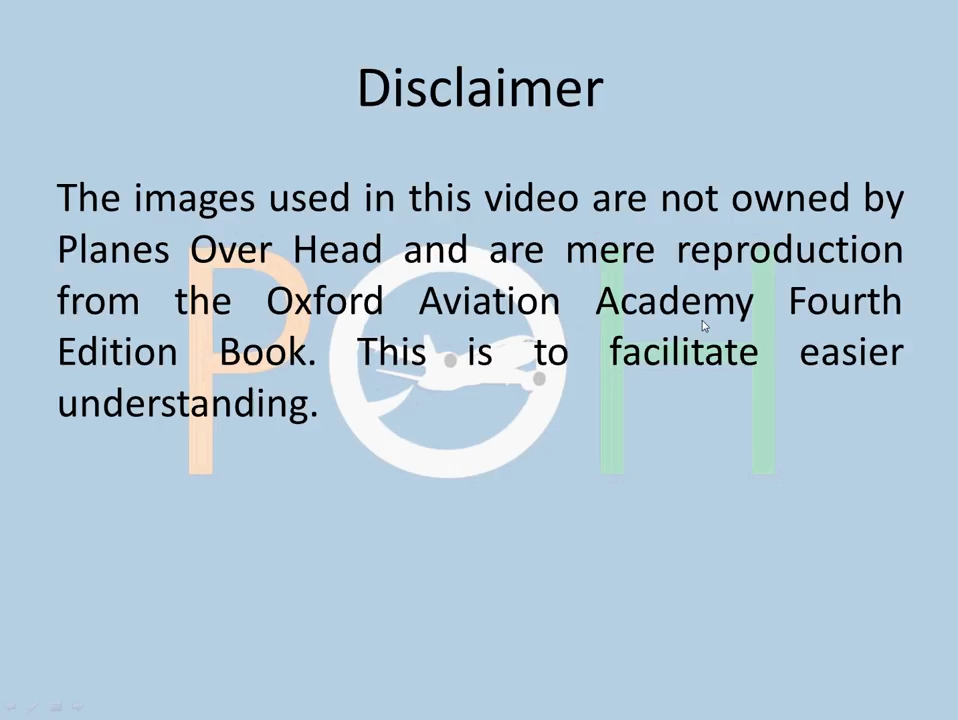 Disclaimer
The images used in this video are not owned by
Planes Over Head and are mere reproduction
from the Oxford Aviation Academy Fourth
Edition Book. This is to facilitate easier
understanding.
POH